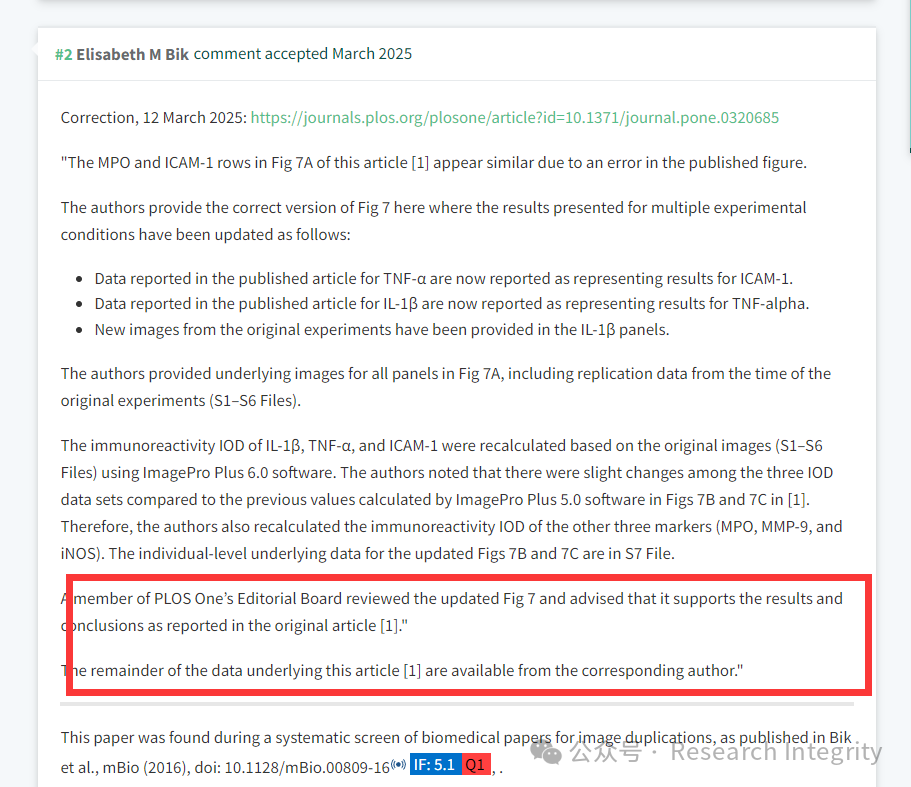 #2 Elisabeth M Bik comment accepted March 2025
Correction, 12 March 2025: https://journals.plos.org/plosone/article?id=10.1371/journal.pone.0320685
"The MPO and ICAM-1 rows in Fig 7A of this article [1] appear similar due to an error in the published figure.
The authors provide the correct version of Fig 7 here where the results presented for multiple experimental
conditions have been updated as follows:
• Data reported in the published article for TNF-α are now reported as representing results for ICAM-1.
• Data reported in the published article for IL-1β are now reported as representing results for TNF-alpha.
• New images from the original experiments have been provided in the IL-1β panels.
The authors provided underlying images for all panels in Fig 7A, including replication data from the time of the
original experiments (S1–S6 Files).
The immunoreactivity IOD of IL-1β, TNF-α, and ICAM-1 were recalculated based on the original images (S1–S6
Files) using ImagePro Plus 6.0 software. The authors noted that there were slight changes among the three IOD
data sets compared to the previous values calculated by ImagePro Plus 5.0 software in Figs 7B and 7C in [1].
Therefore, the authors also recalculated the immunoreactivity IOD of the other three markers (MPO, MMP-9, and
iNOS). The individual-level underlying data for the updated Figs 7B and 7C are in S7 File.
A member of PLOS One’s Editorial Board reviewed the updated Fig 7 and advised that it supports the results and
conclusions as reported in the original article [1]."
The remainder of the data underlying this article [1] are available from the corresponding author."
This paper was found during a systematic screen of biomedical papers for image duplications, as published in Bik
et al., mBio (2016), doi: 10.1128/mBio.00809-16 IF: 5.1 Q1 , .
公众号 · Research Integrity